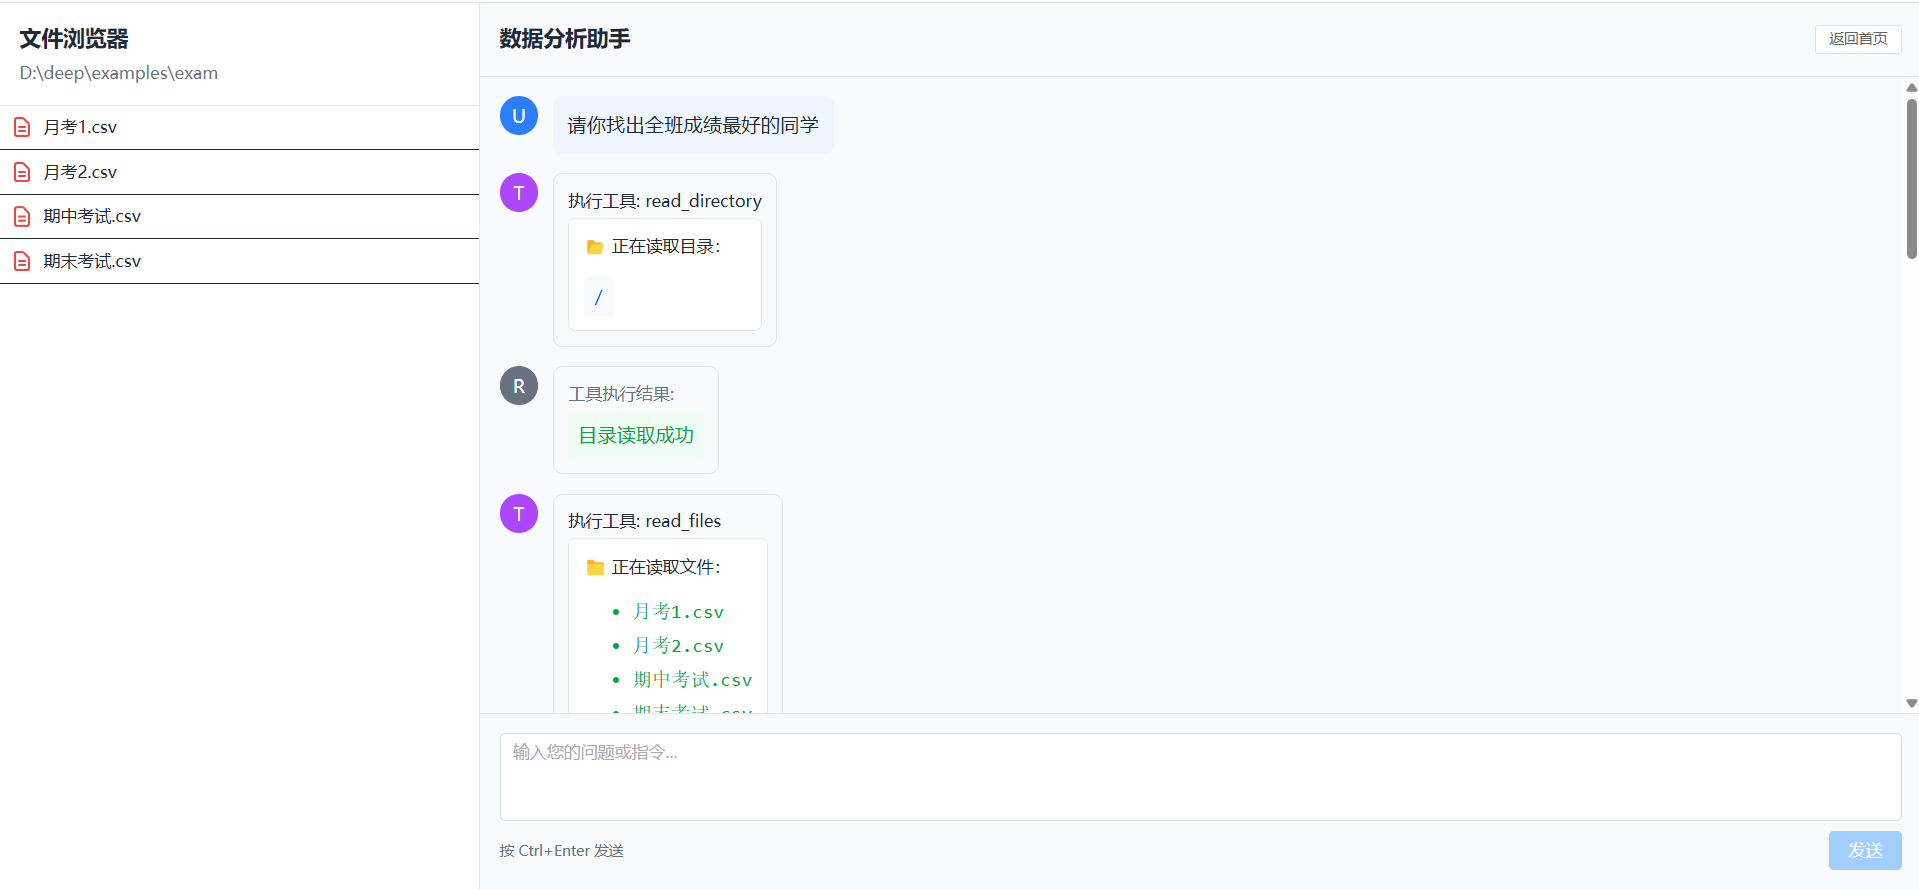 文件浏览器
D:\deep\examples\exam
月考1.csv
月考2.csv
期中考试.csv
期末考试.csv
数据分析助手
返回首页
U
请你找出全班成绩最好的同学
T
执行工具: read_directory
正在读取目录：
/
R
工具执行结果:
目录读取成功
T
执行工具: read_files
正在读取文件：
月考1.csv
月考2.csv
期中考试.csv
期末考试.csv
输入您的问题或指令...
按 Ctrl+Enter 发送
发送